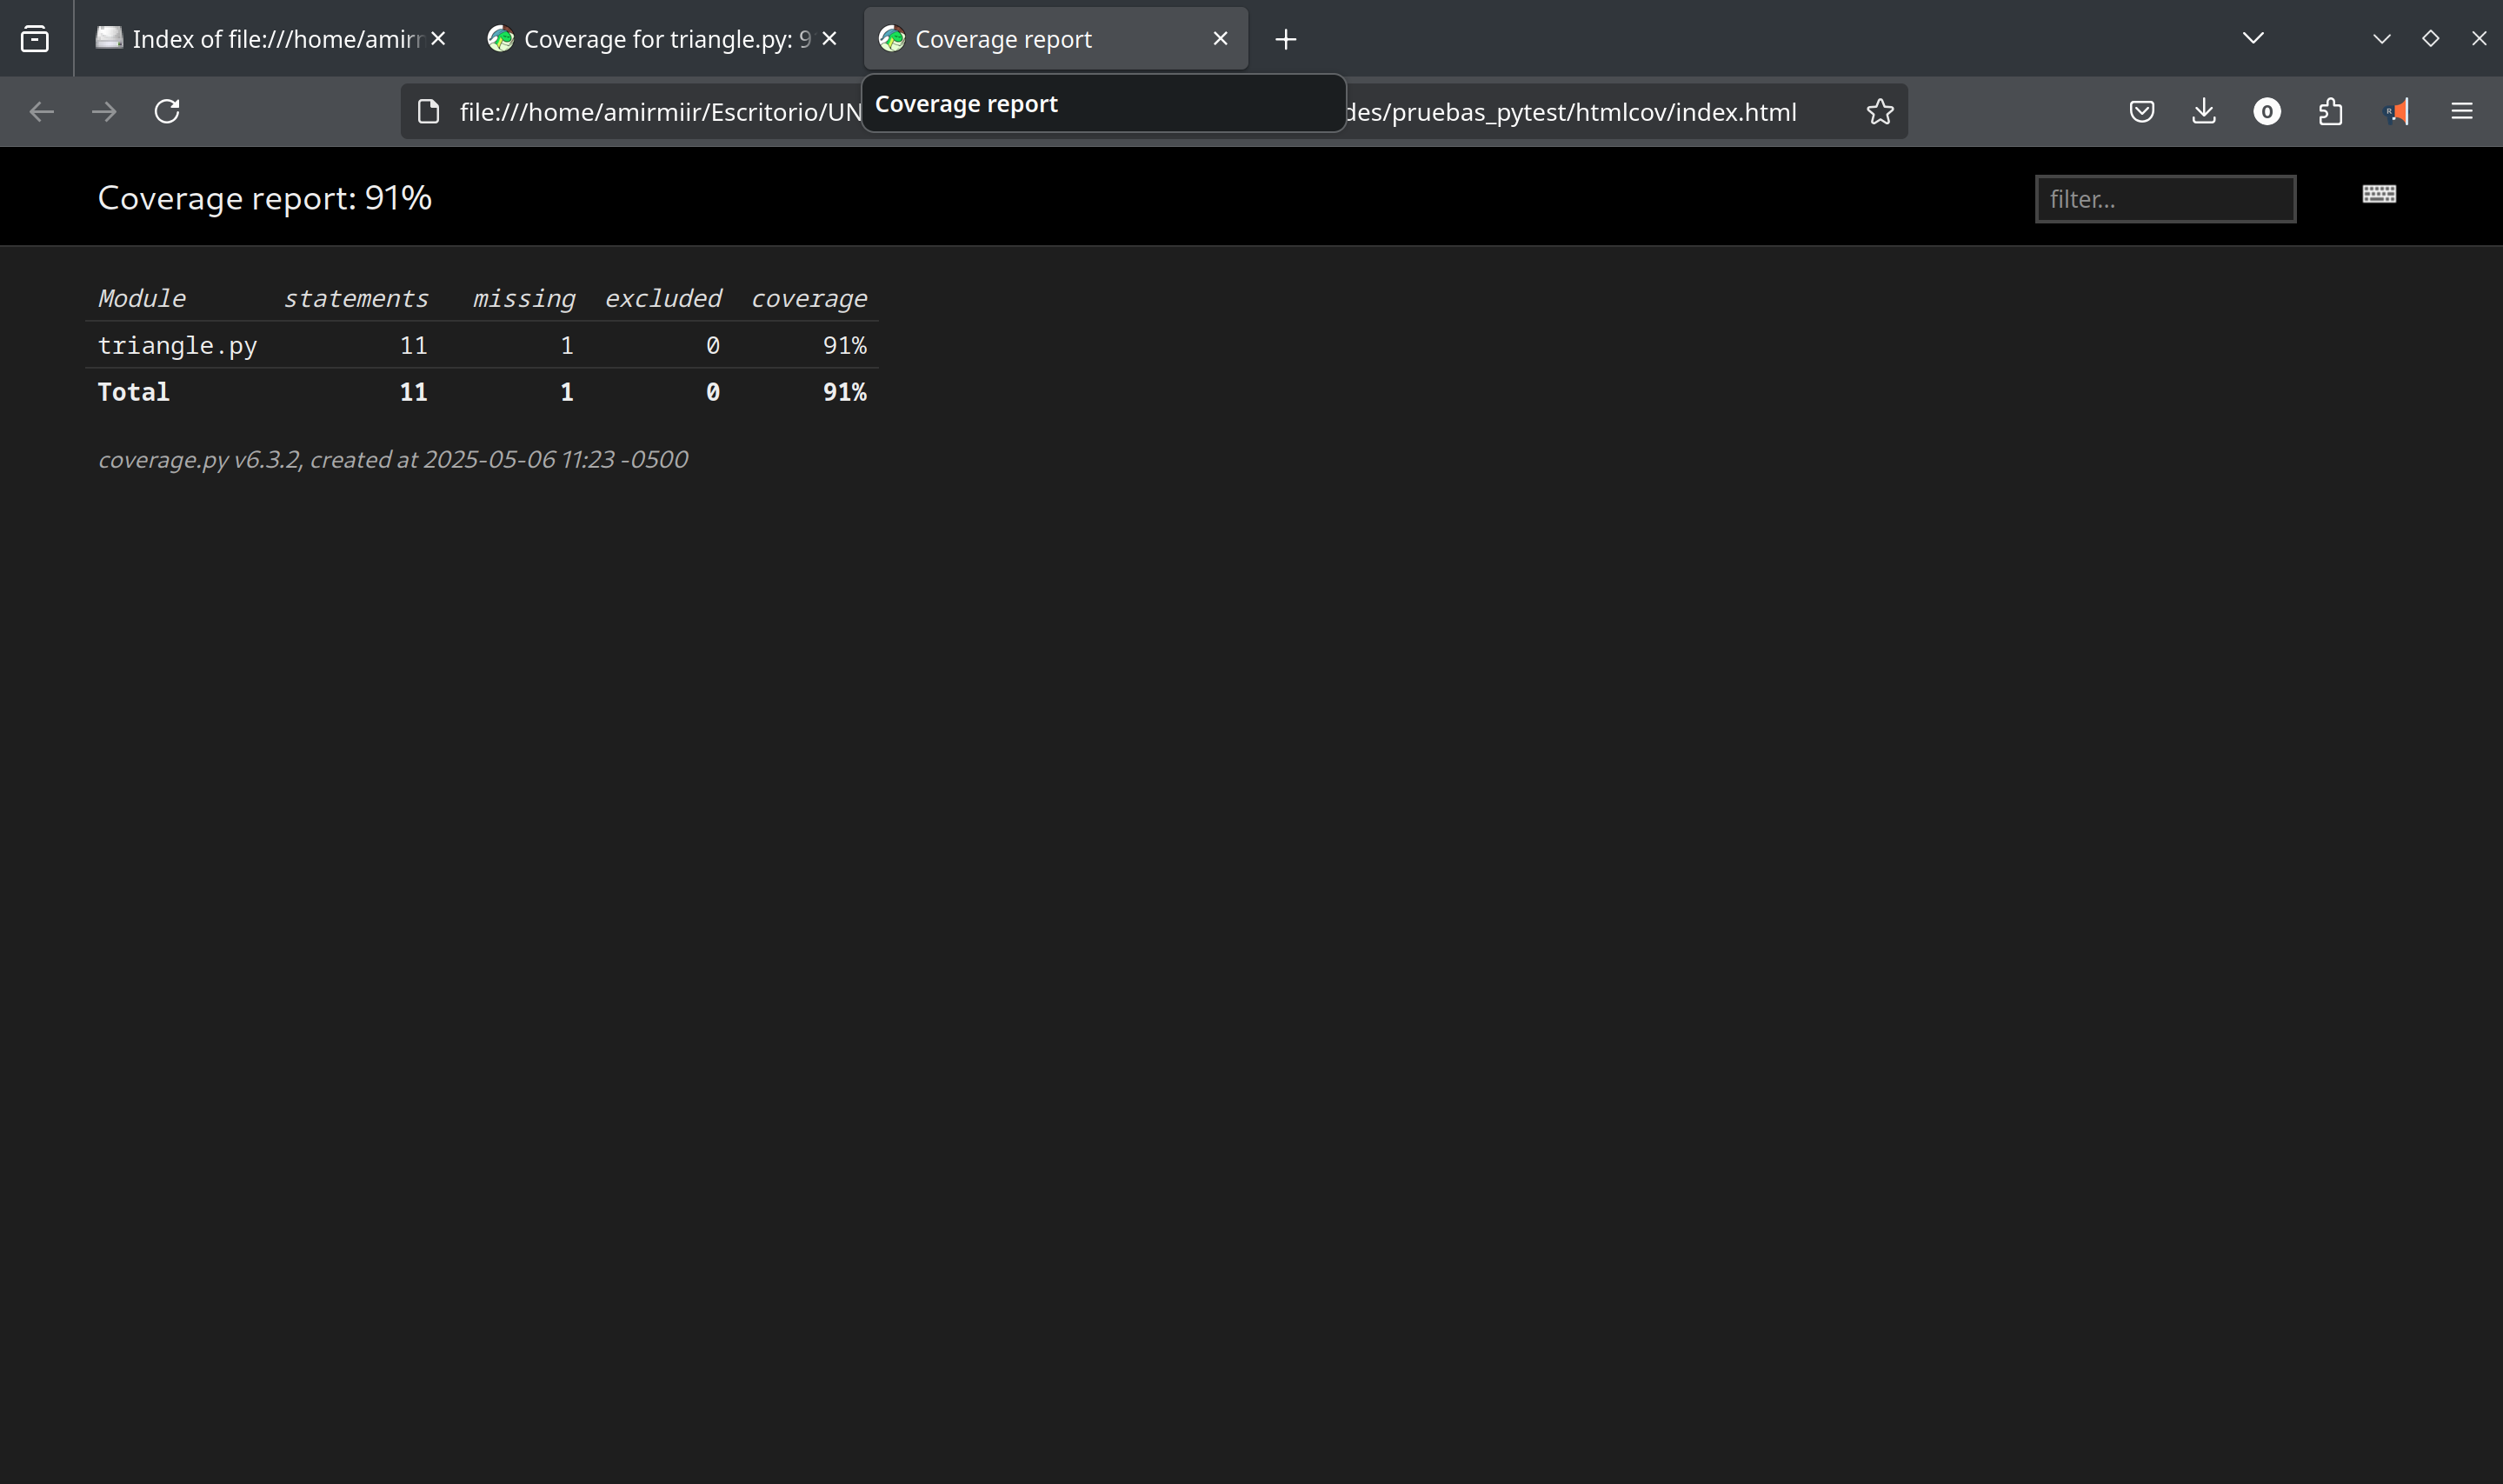 Index of file:///home/amirr
Coverage for triangle.py: 9
Coverage report
file:///home/amirmiir/Escritorio/UN
Coverage report
des/pruebas_pytest/htmlcov/index.html
Coverage report: 91%
filter...
Module statements missing excluded coverage
triangle.py 11 1 0 91%
Total 11 1 0 91%
coverage.py v6.3.2, created at 2025-05-06 11:23 -0500